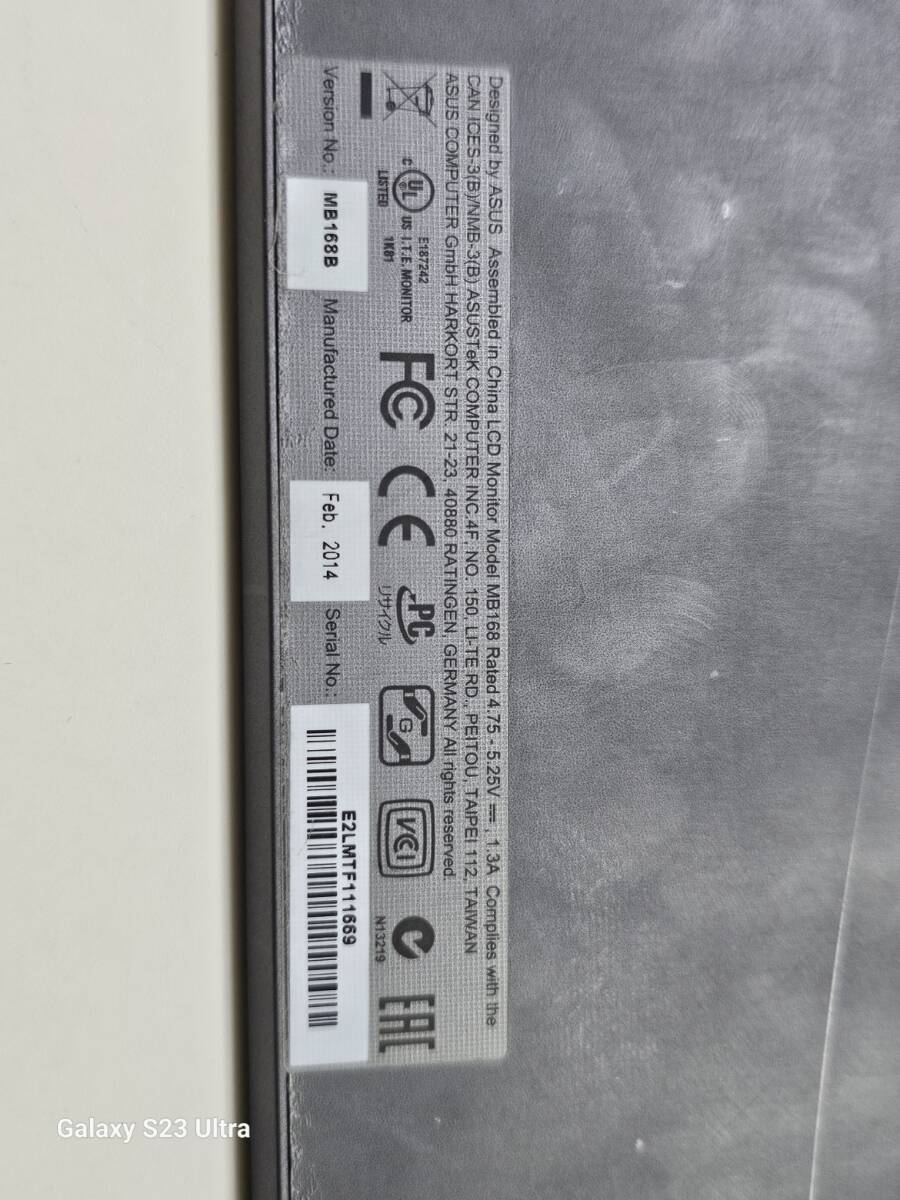 Designed by ASUS Assembled in China LCD Monitor Model MB168 Rated 4.75 - 5.25V ⎓, 1.3A Complies with the
CAN ICES-3(B)/NMB-3(B) ASUSTeK COMPUTER INC.4F, NO. 150, LI-TE RD., PEITOU, TAIPEI 112, TAIWAN
ASUS COMPUTER GmbH HARKORT STR. 21-23, 40880 RATINGEN, GERMANY All rights reserved.
c UL US LISTED
E187242
I.T.E. MONITOR
1K81
FC
CE
PC
リサイクル
G
VCI
N13219
EAC
Version No.: MB168B Manufactured Date: Feb. 2014 Serial No.: E2LMTF111669
Galaxy S23 Ultra